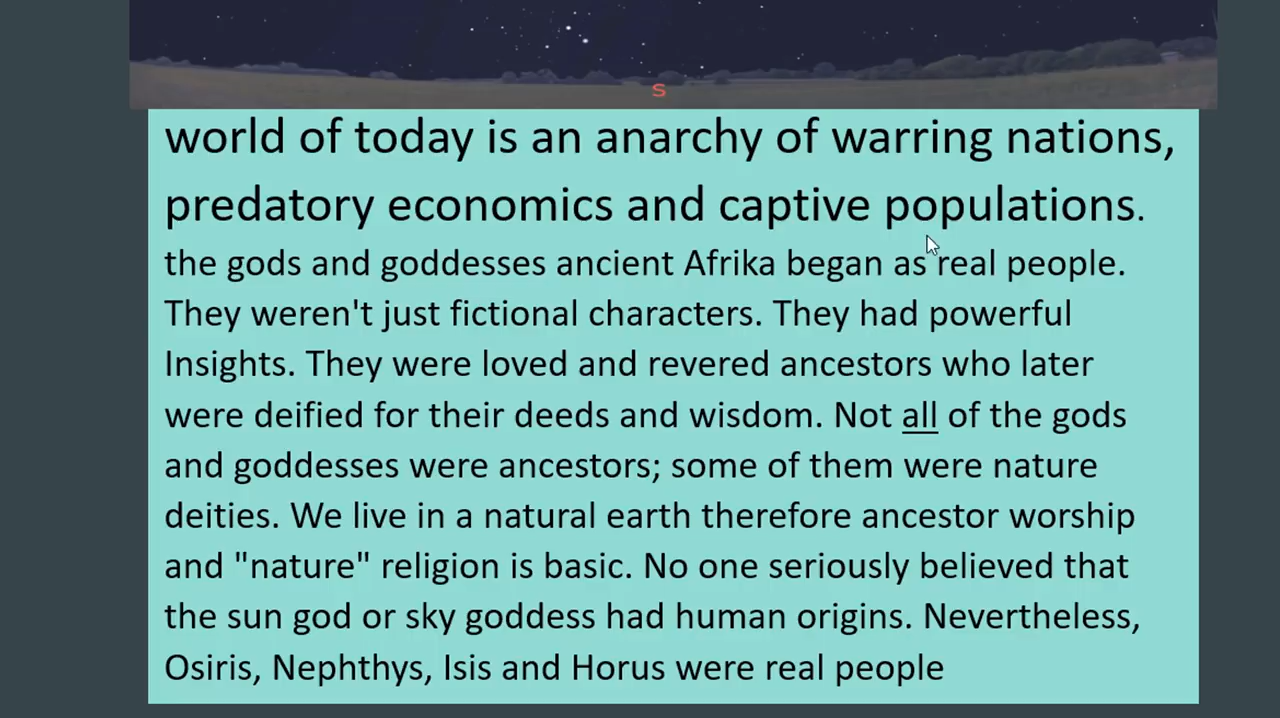 S
world of today is an anarchy of warring nations,
predatory economics and captive populations.
the gods and goddesses ancient Afrika began as real people.
They weren't just fictional characters. They had powerful
Insights. They were loved and revered ancestors who later
were deified for their deeds and wisdom. Not all of the gods
and goddesses were ancestors; some of them were nature
deities. We live in a natural earth therefore ancestor worship
and "nature" religion is basic. No one seriously believed that
the sun god or sky goddess had human origins. Nevertheless,
Osiris, Nephthys, Isis and Horus were real people